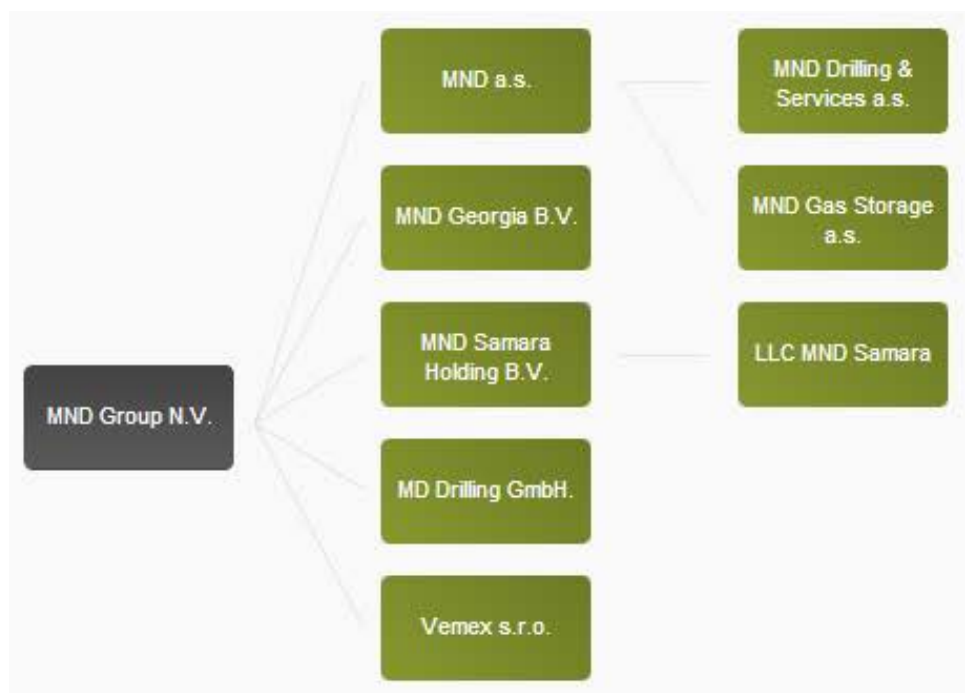 MND a.s.
MND Drilling &
Services a.s.
MND Georgia B.V.
MND Gas Storage
a.s.
MND Samara
Holding B.V.
LLC MND Samara
MND Group N.V.
MD Drilling GmbH.
Vemex s.r.o.